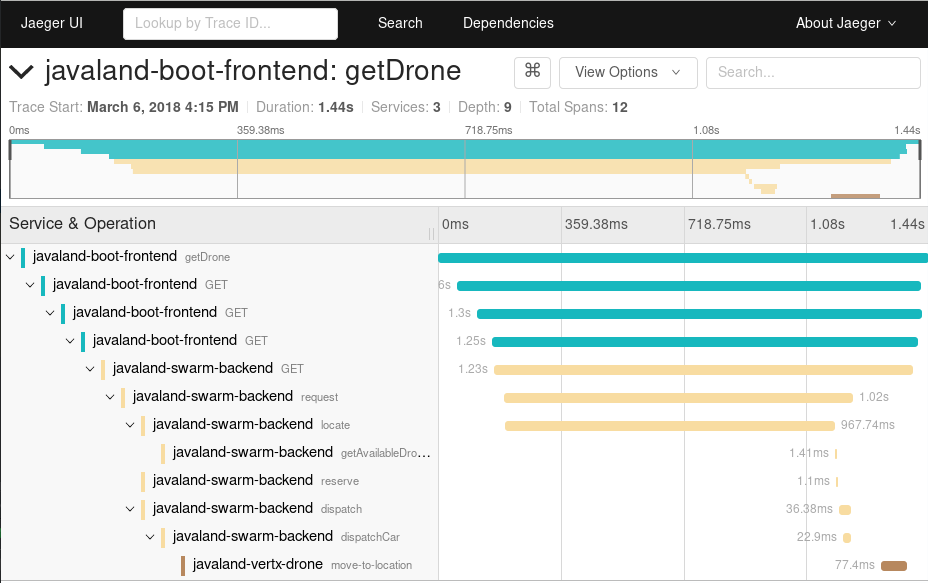 Jaeger UI Lookup by Trace ID... Search Dependencies About Jaeger
javaland-boot-frontend: getDrone ⌘ View Options Search...
Trace Start: March 6, 2018 4:15 PM | Duration: 1.44s | Services: 3 | Depth: 9 | Total Spans: 12
0ms 359.38ms 718.75ms 1.08s 1.44s
Service & Operation 0ms 359.38ms 718.75ms 1.08s 1.44s
javaland-boot-frontend getDrone
javaland-boot-frontend GET 6s
javaland-boot-frontend GET 1.3s
javaland-boot-frontend GET 1.25s
javaland-swarm-backend GET 1.23s
javaland-swarm-backend request 1.02s
javaland-swarm-backend locate 967.74ms
javaland-swarm-backend getAvailableDro... 1.41ms
javaland-swarm-backend reserve 1.1ms
javaland-swarm-backend dispatch 36.38ms
javaland-swarm-backend dispatchCar 22.9ms
javaland-vertx-drone move-to-location 77.4ms